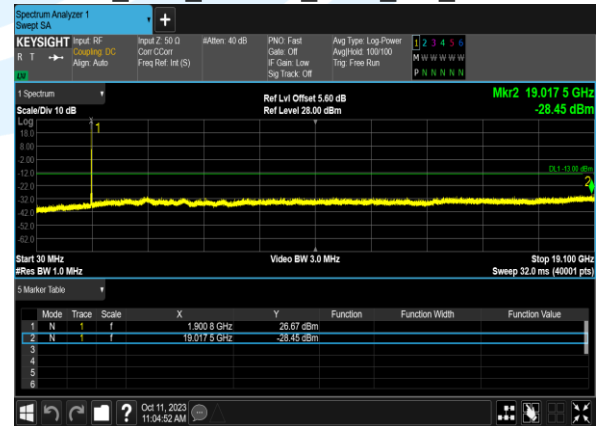 Spectrum Analyzer 1
Swept SA
+
KEYSIGHT Input: RF Input Z: 50 Ω #Atten: 40 dB PNO: Fast Avg Type: Log-Power 1 2 3 4 5 6
R T Coupling: DC Corr CCorr Gate: Off Avg|Hold: 100/100 M W W W W W
Align: Auto Freq Ref: Int (S) IF Gain: Low Trig: Free Run
LV Sig Track: Off P N N N N N
1 Spectrum Ref Lvl Offset 5.60 dB Mkr2 19.017 5 GHz
Scale/Div 10 dB Ref Level 28.00 dBm -28.45 dBm
Log
1
18.0
8.00
-2.00
-12.0 DL1 -13.00 dBm
-22.0 2
-32.0
-42.0
-52.0
-62.0
Start 30 MHz Video BW 3.0 MHz Stop 19.100 GHz
#Res BW 1.0 MHz Sweep 32.0 ms (40001 pts)
5 Marker Table
Mode Trace Scale X Y Function Function Width Function Value
1 N 1 f 1.900 8 GHz 26.67 dBm
2 N 1 f 19.017 5 GHz -28.45 dBm
3
4
5
6
? Oct 11, 2023
11:04:52 AM